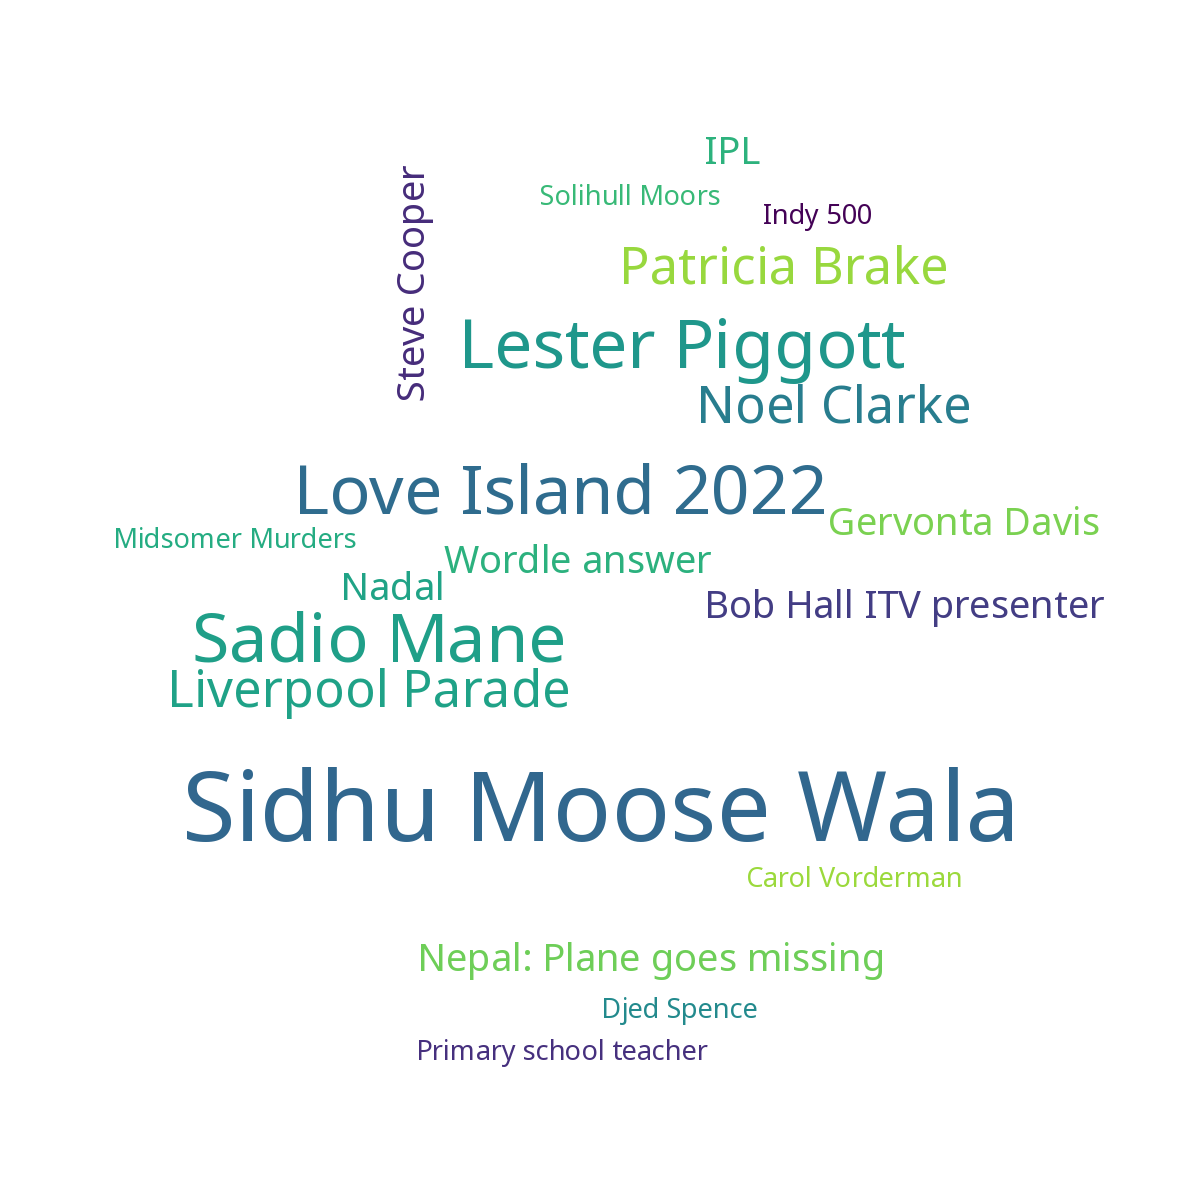 IPL
Solihull Moors
Indy 500
Steve Cooper
Patricia Brake
Lester Piggott
Noel Clarke
Love Island 2022
Gervonta Davis
Midsomer Murders
Wordle answer
Nadal
Bob Hall ITV presenter
Sadio Mane
Liverpool Parade
Sidhu Moose Wala
Carol Vorderman
Nepal: Plane goes missing
Djed Spence
Primary school teacher